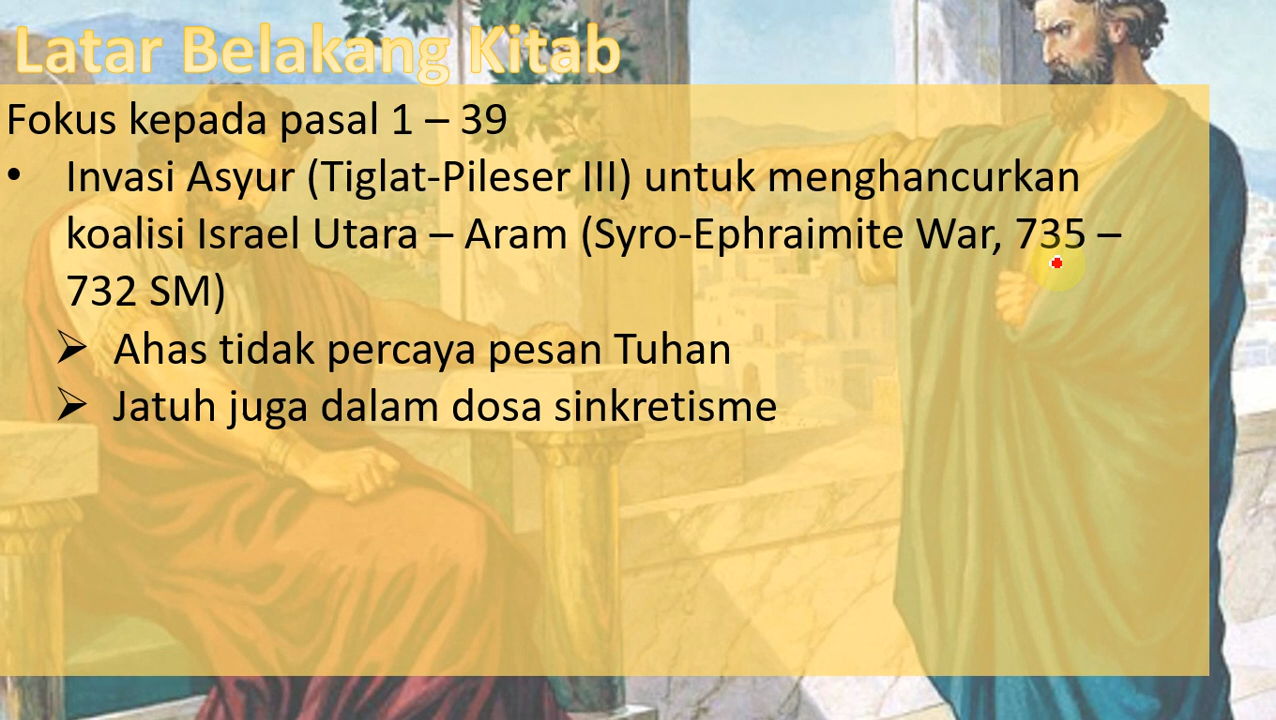 Latar Belakang Kitab
Fokus kepada pasal 1 – 39
• Invasi Asyur (Tiglat-Pileser III) untuk menghancurkan
koalisi Israel Utara – Aram (Syro-Ephraimite War, 735 –
732 SM)
➢ Ahas tidak percaya pesan Tuhan
➢ Jatuh juga dalam dosa sinkretisme